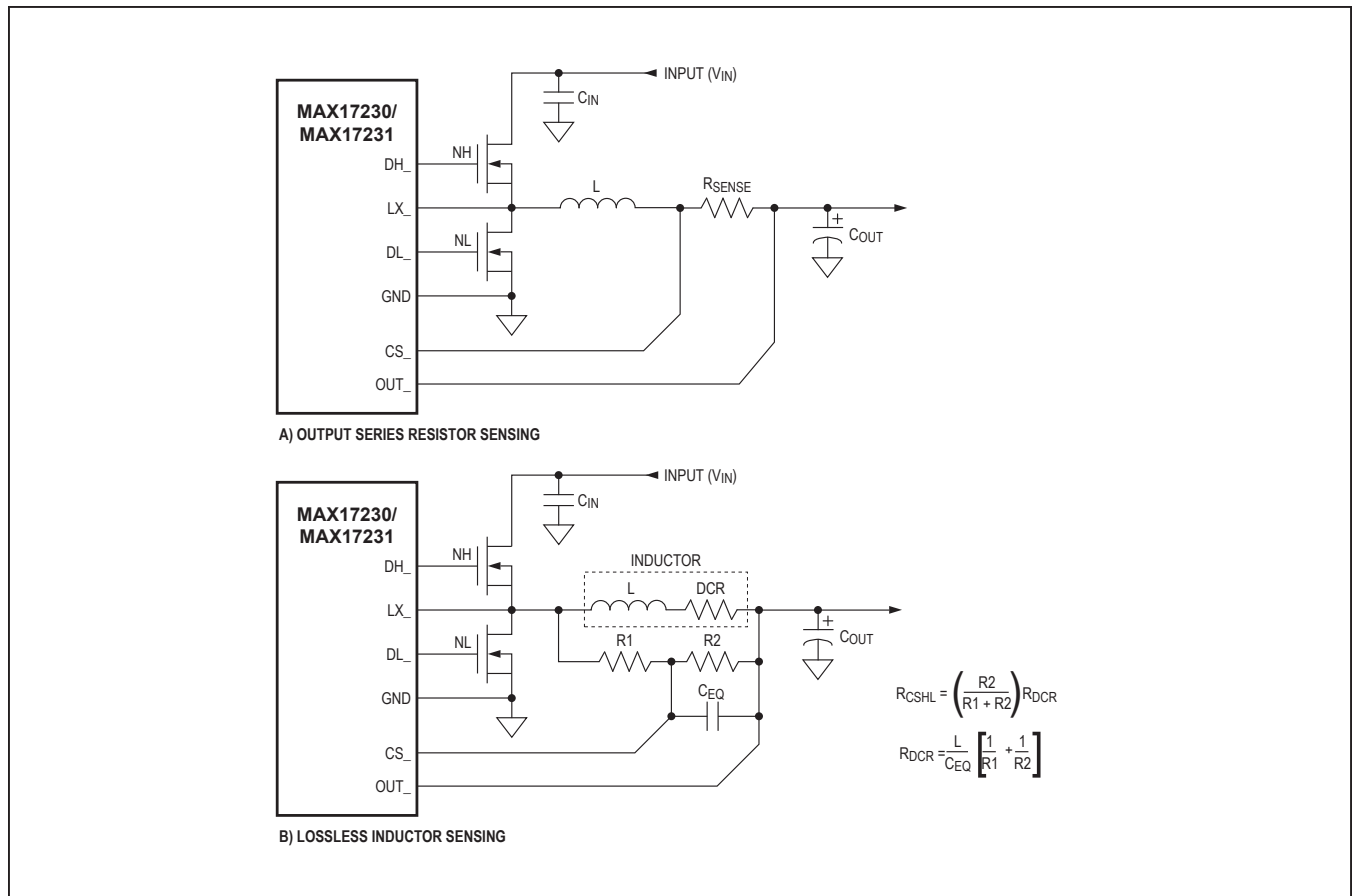 INPUT (VIN)
CIN
MAX17230/
MAX17231
NH
DH_
L
RSENSE
LX_
+
COUT
NL
DL_
GND
CS_
OUT_
A) OUTPUT SERIES RESISTOR SENSING
INPUT (VIN)
CIN
MAX17230/
MAX17231
NH
DH_
INDUCTOR
L DCR
LX_
+
COUT
NL
DL_
R1 R2
GND
CEQ
CS_
OUT_
RCSHL = (R2 / (R1 + R2)) RDCR
RDCR = L / CEQ [1 / R1 + 1 / R2]
B) LOSSLESS INDUCTOR SENSING